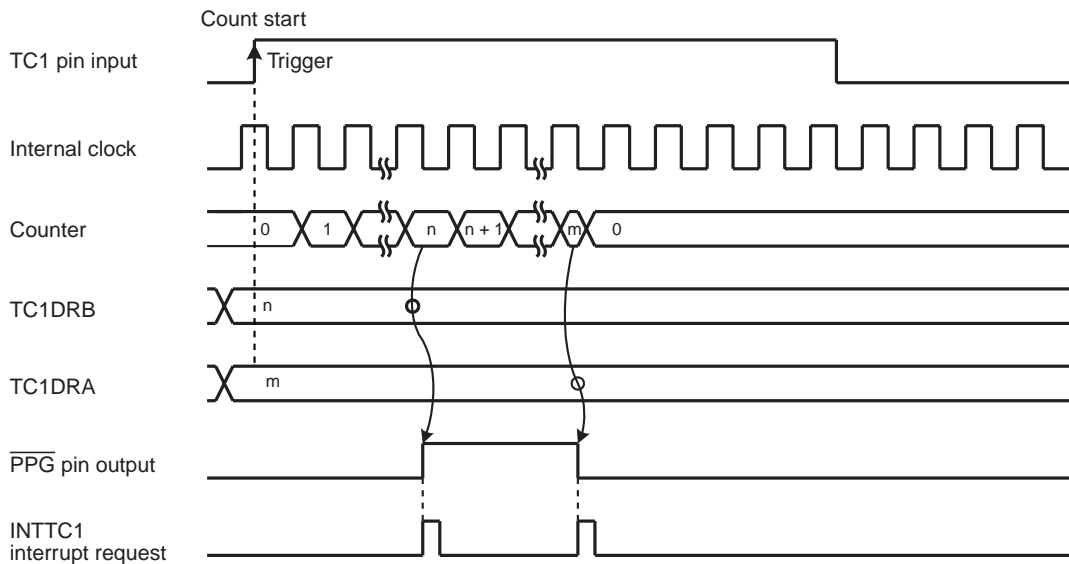 Count start
TC1 pin input
Trigger
Internal clock
Counter
0
1
n
n + 1
m
0
TC1DRB
n
TC1DRA
m
PPG pin output
INTTC1
interrupt request